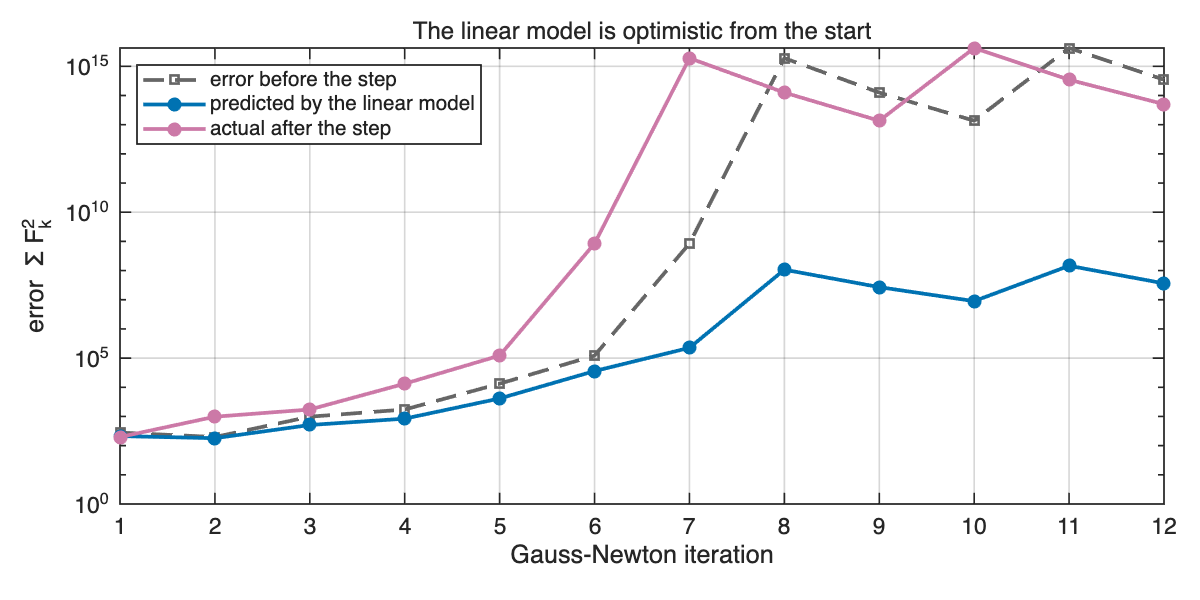 The linear model is optimistic from the start
error before the step
predicted by the linear model
actual after the step
10^15
10^10
10^5
10^0
error Σ F_k^2
1 2 3 4 5 6 7 8 9 10 11 12
Gauss-Newton iteration